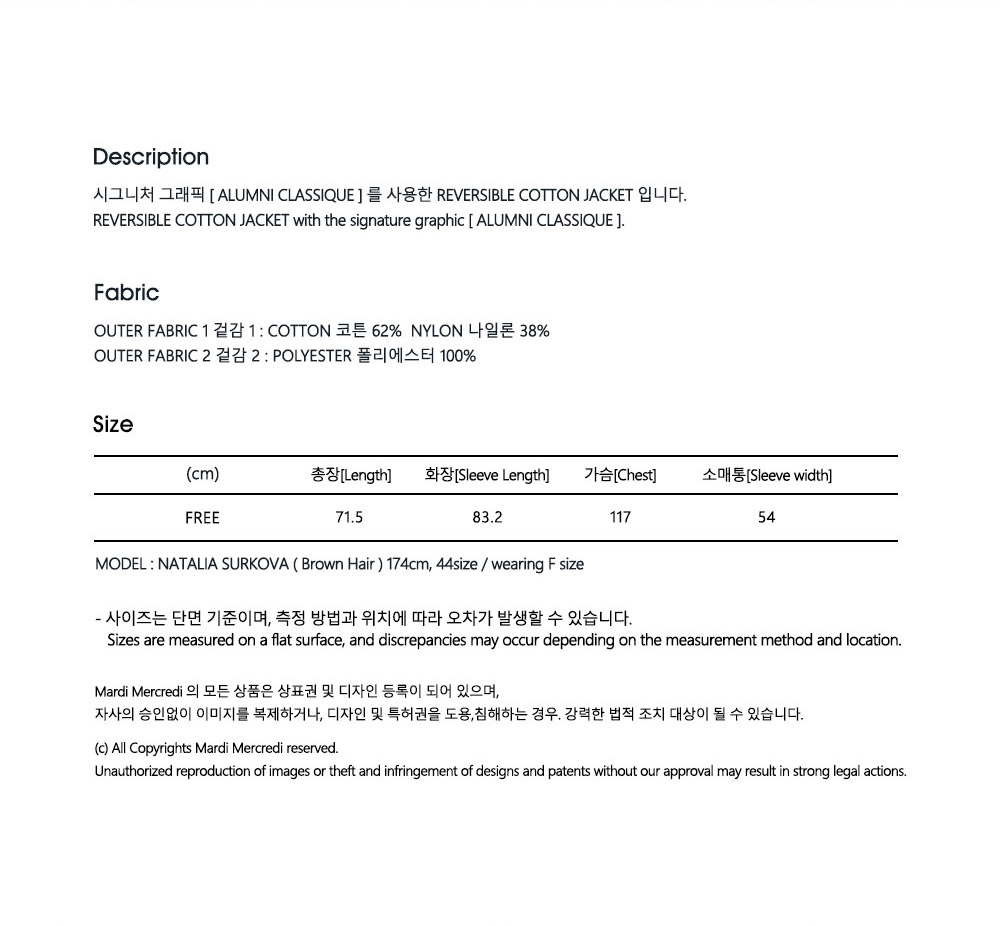 Description
시그니처 그래픽 [ ALUMNI CLASSIQUE ] 를 사용한 REVERSIBLE COTTON JACKET 입니다.
REVERSIBLE COTTON JACKET with the signature graphic [ ALUMNI CLASSIQUE ].
Fabric
OUTER FABRIC 1 겉감 1 : COTTON 코튼 62% NYLON 나일론 38%
OUTER FABRIC 2 겉감 2 : POLYESTER 폴리에스터 100%
Size
(cm) 총장[Length] 화장[Sleeve Length] 가슴[Chest] 소매통[Sleeve width]
FREE 71.5 83.2 117 54
MODEL : NATALIA SURKOVA ( Brown Hair ) 174cm, 44size / wearing F size
- 사이즈는 단면 기준이며, 측정 방법과 위치에 따라 오차가 발생할 수 있습니다.
Sizes are measured on a flat surface, and discrepancies may occur depending on the measurement method and location.
Mardi Mercredi 의 모든 상품은 상표권 및 디자인 등록이 되어 있으며,
자사의 승인없이 이미지를 복제하거나, 디자인 및 특허권을 도용,침해하는 경우. 강력한 법적 조치 대상이 될 수 있습니다.
(c) All Copyrights Mardi Mercredi reserved.
Unauthorized reproduction of images or theft and infringement of designs and patents without our approval may result in strong legal actions.